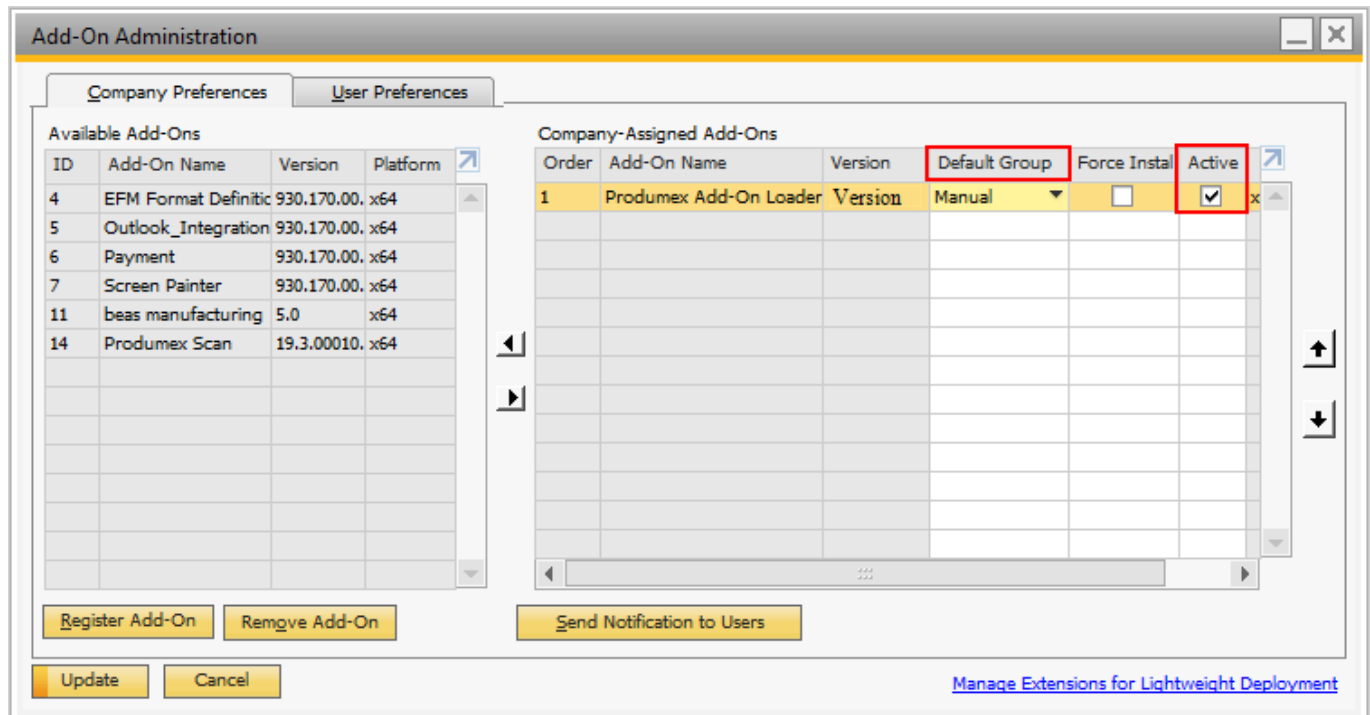 Add-On Administration
Company Preferences User Preferences
Available Add-Ons
ID Add-On Name Version Platform
4 EFM Format Definitic 930.170.00. x64
5 Outlook_Integration 930.170.00. x64
6 Payment 930.170.00. x64
7 Screen Painter 930.170.00. x64
11 beas manufacturing 5.0 x64
14 Produmex Scan 19.3.00010. x64
Company-Assigned Add-Ons
Order Add-On Name Version Default Group Force Instal Active
1 Produmex Add-On Loader Version Manual x
Register Add-On Remove Add-On Send Notification to Users
Update Cancel Manage Extensions for Lightweight Deployment